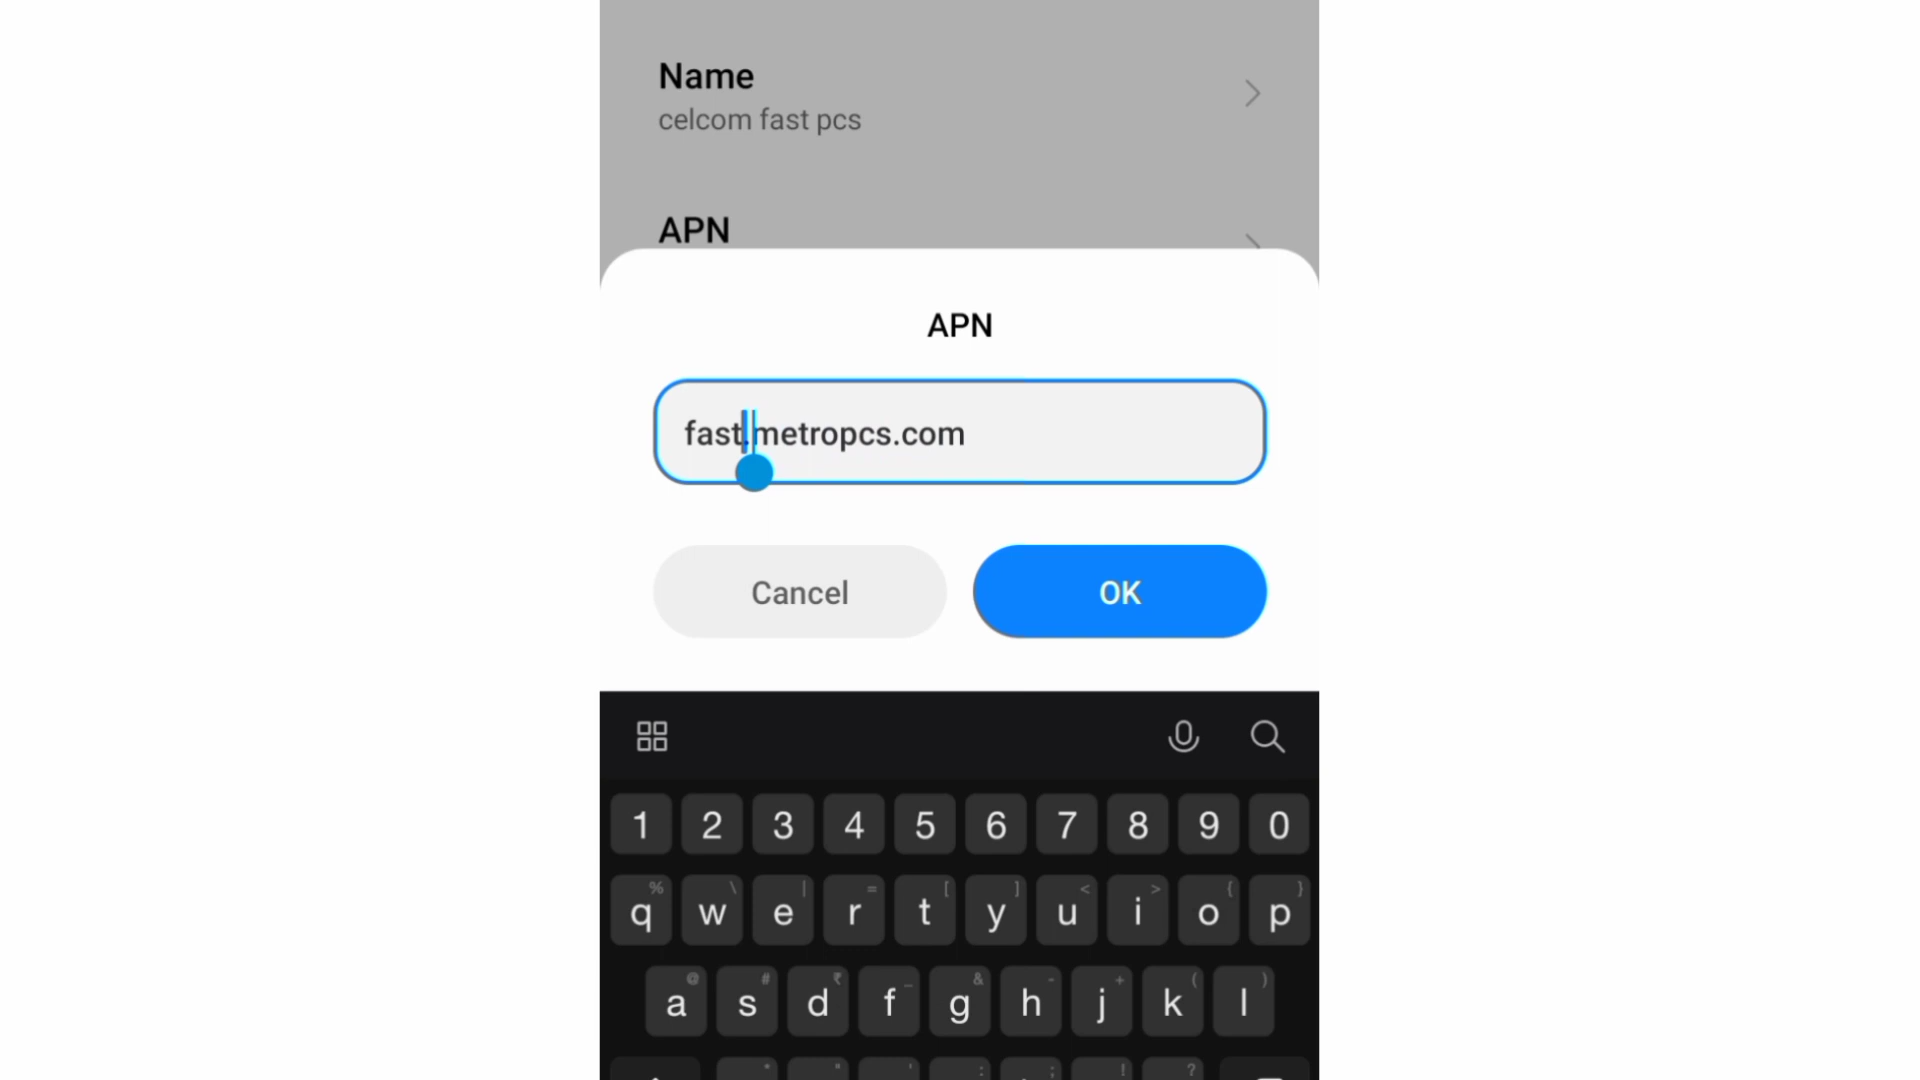 Name
celcom fast pcs
APN
APN
fast.metropcs.com
Cancel
OK
1 2 3 4 5 6 7 8 9 0
% \ | = [ ] < > { }
q w e r t y u i o p
@ # ₹ _ & - + ( )
a s d f g h j k l
* " ' : ; ! ?